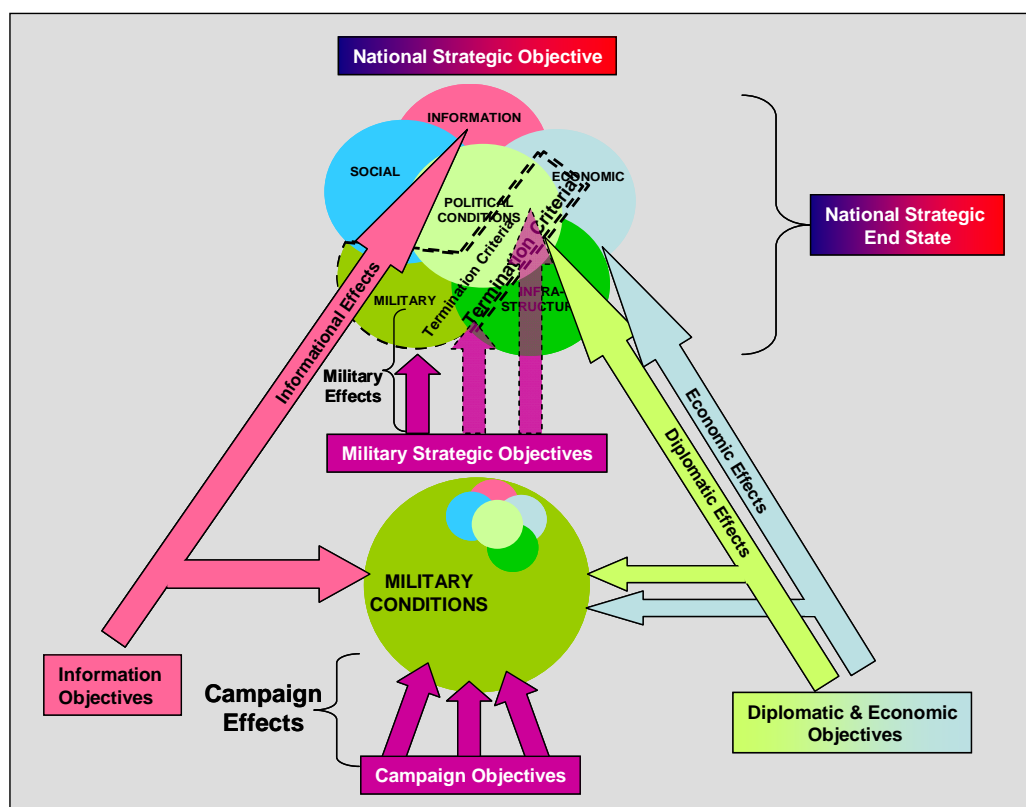 National Strategic Objective
INFORMATION
SOCIAL
ECONOMIC
POLITICAL
CONDITIONS
Termination Criteria
Termination Criteria
National Strategic
End State
MILITARY
INFRA-
STRUCTUR
Informational Effects
Military
Effects
Economic Effects
Diplomatic Effects
Military Strategic Objectives
MILITARY
CONDITIONS
Information
Objectives
Campaign
Effects
Diplomatic & Economic
Objectives
Campaign Objectives